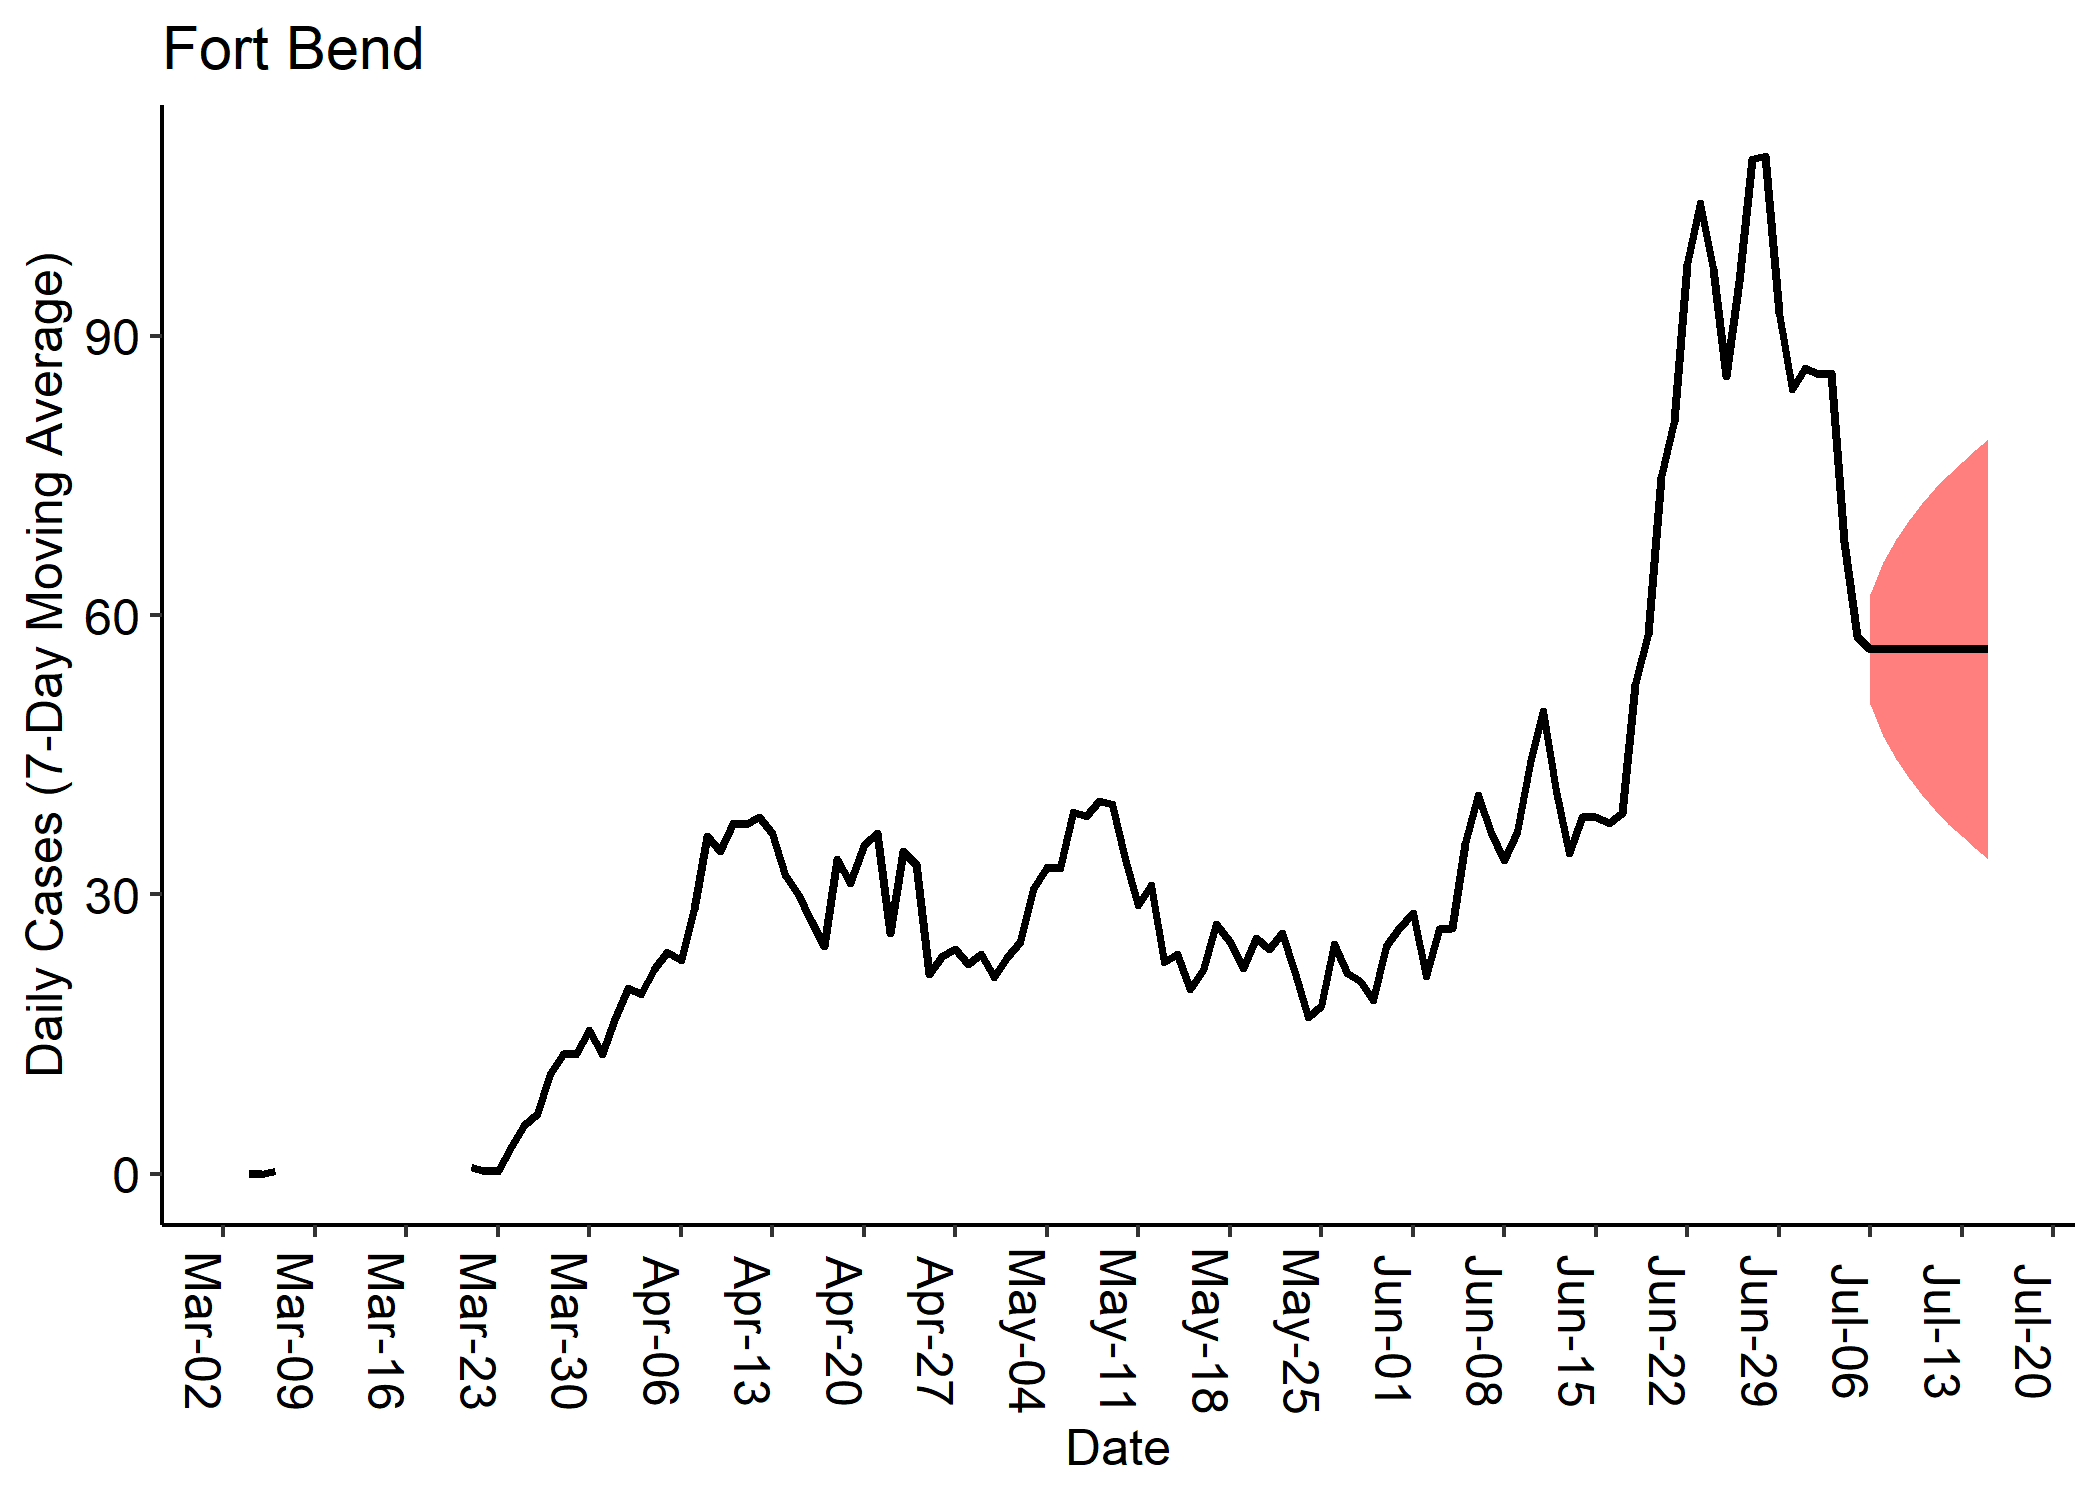 Fort Bend
Daily Cases (7-Day Moving Average)
90
60
30
0
Mar-02
Mar-09
Mar-16
Mar-23
Mar-30
Apr-06
Apr-13
Apr-20
Apr-27
May-04
May-11
May-18
May-25
Jun-01
Jun-08
Jun-15
Jun-22
Jun-29
Jul-06
Jul-13
Jul-20
Date